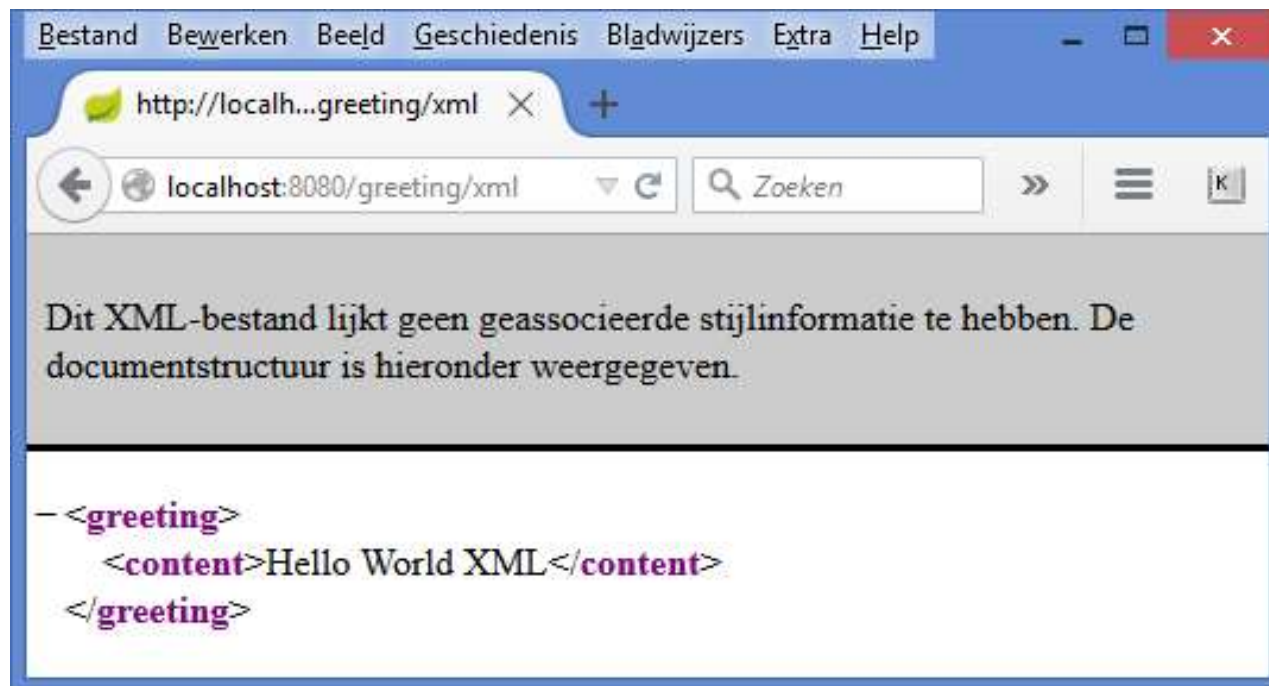 Bestand Bewerken Beeld Geschiedenis Bladwijzers Extra Help
http://localh...greeting/xml
localhost:8080/greeting/xml Zoeken K
Dit XML-bestand lijkt geen geassocieerde stijlinformatie te hebben. De
documentstructuur is hieronder weergegeven.
−<greeting>
<content>Hello World XML</content>
</greeting>